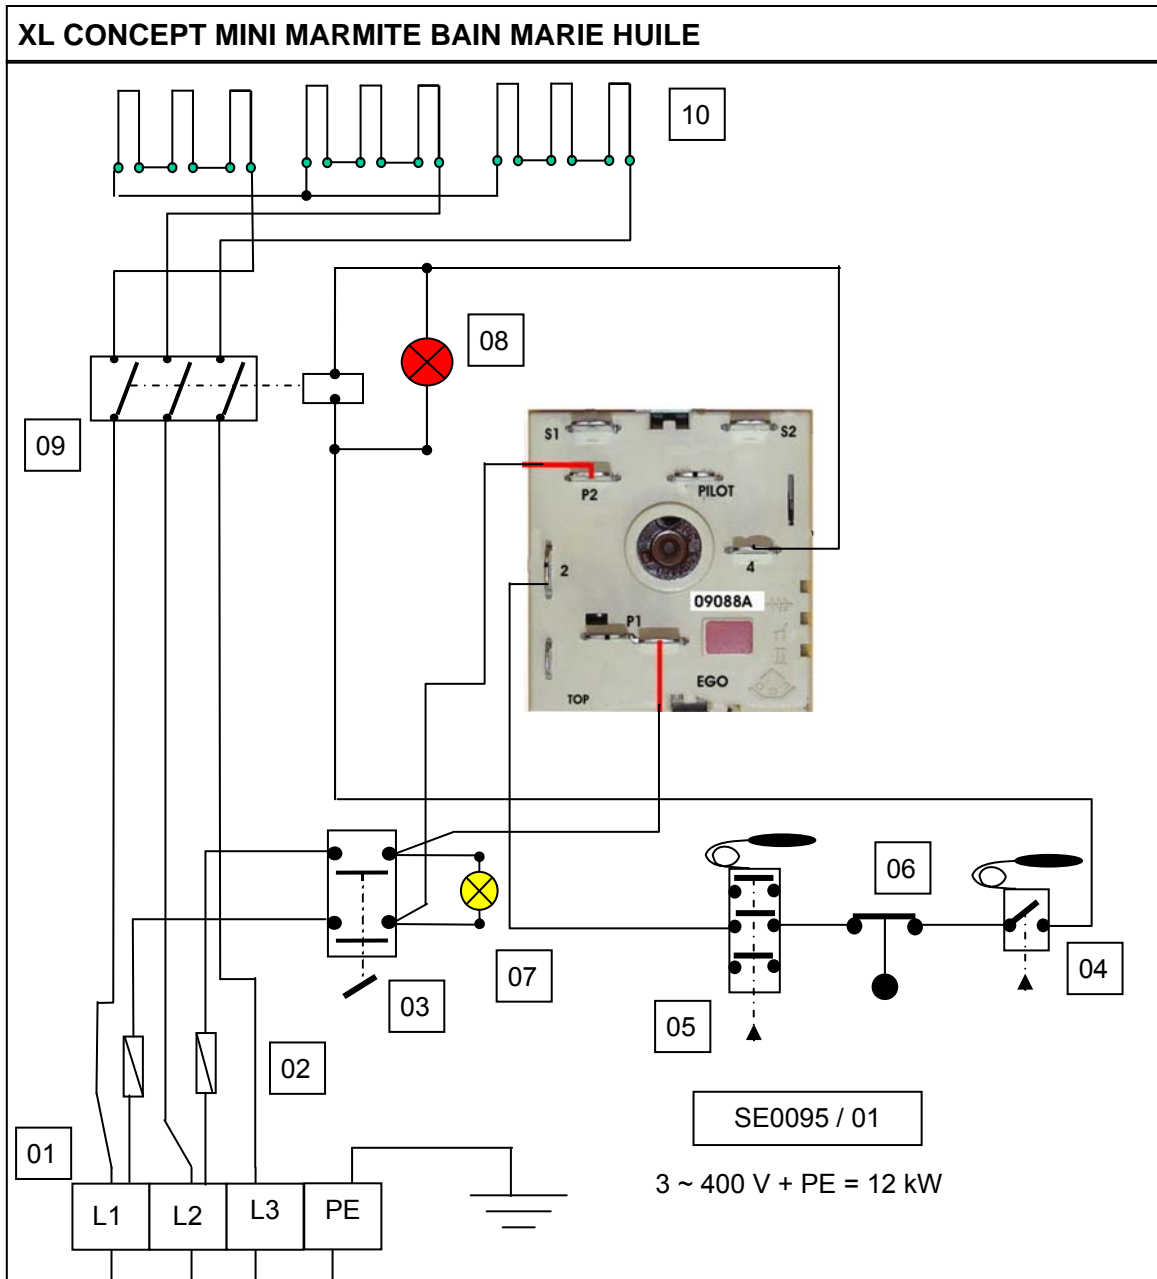 XL CONCEPT MINI MARMITE BAIN MARIE HUILE
10
08
09
S1
S2
P2
PILOT
2
4
09088A
P1
EGO
TOP
06
07
04
03
05
02
SE0095 / 01
01
3 ~ 400 V + PE = 12 kW
L1
L2
L3
PE